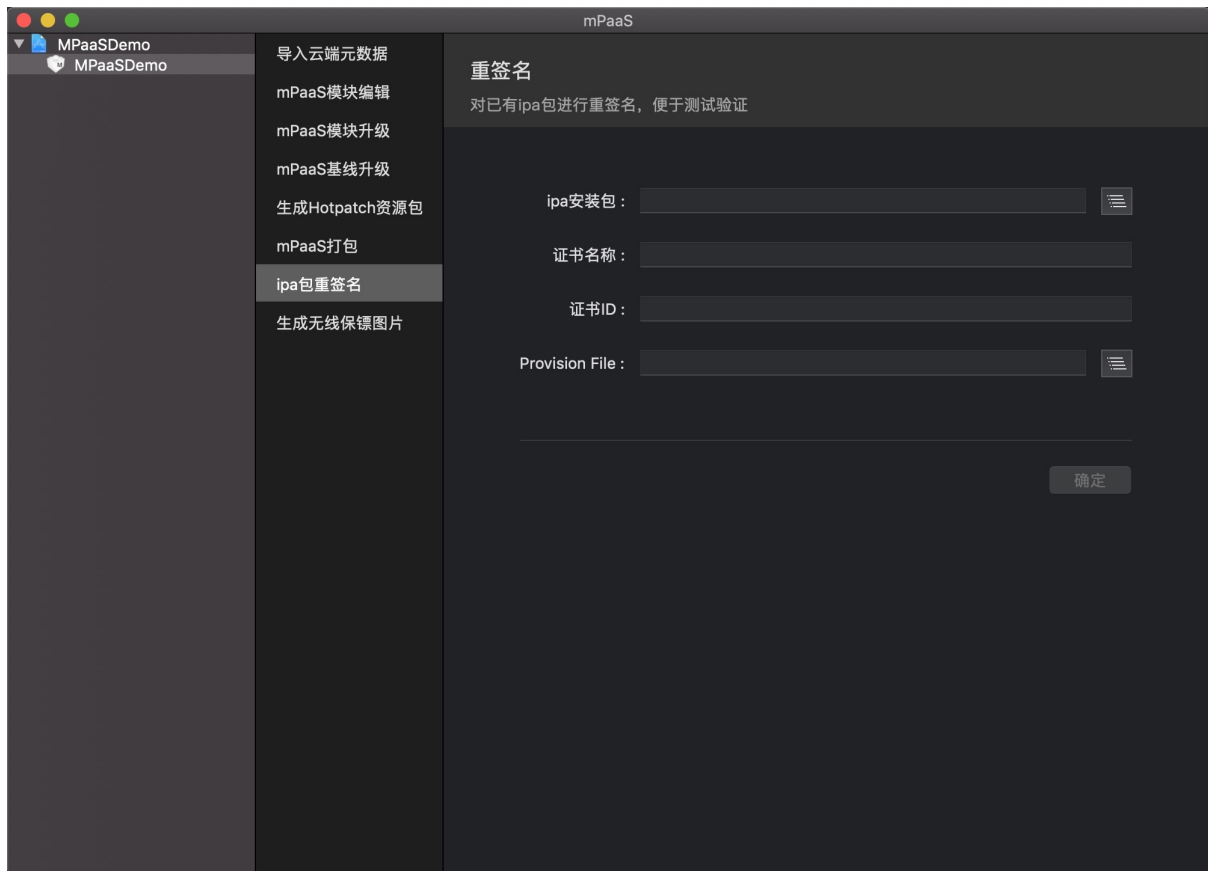 mPaaS
MPaaSDemo
MPaaSDemo
导入云端元数据
mPaaS模块编辑
mPaaS模块升级
mPaaS基线升级
生成Hotpatch资源包
mPaaS打包
ipa包重签名
生成无线保镖图片
重签名
对已有ipa包进行重签名，便于测试验证
ipa安装包：
证书名称：
证书ID：
Provision File：
确定